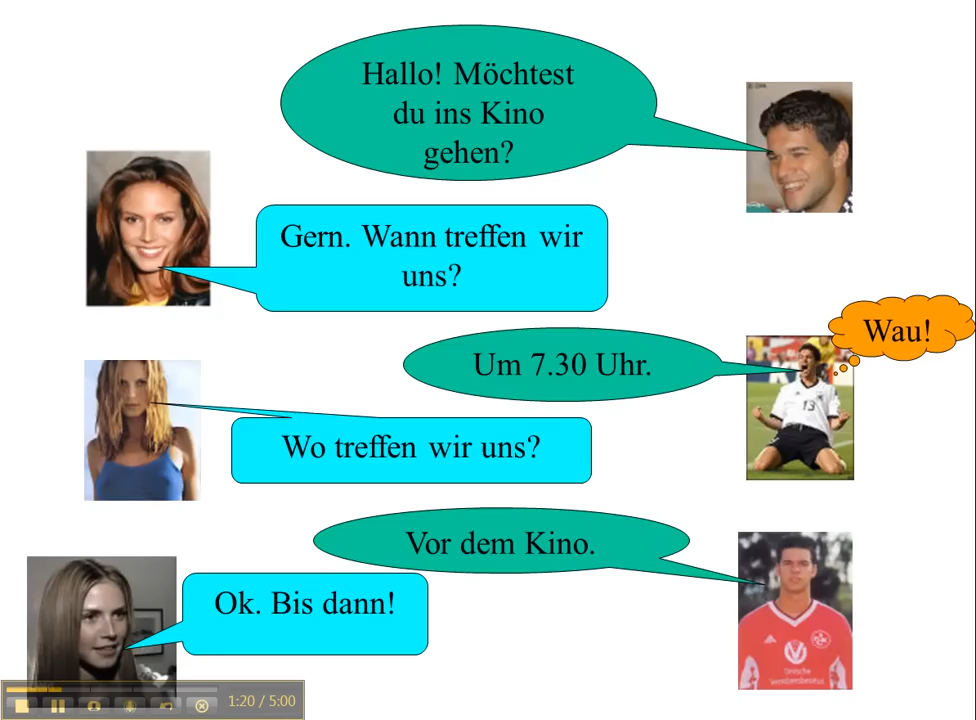 Hallo! Möchtest
du ins Kino
gehen?
Gern. Wann treffen wir
uns?
Wau!
Um 7.30 Uhr.
13
Wo treffen wir uns?
Vor dem Kino.
Ok. Bis dann!
1:20 / 5:00